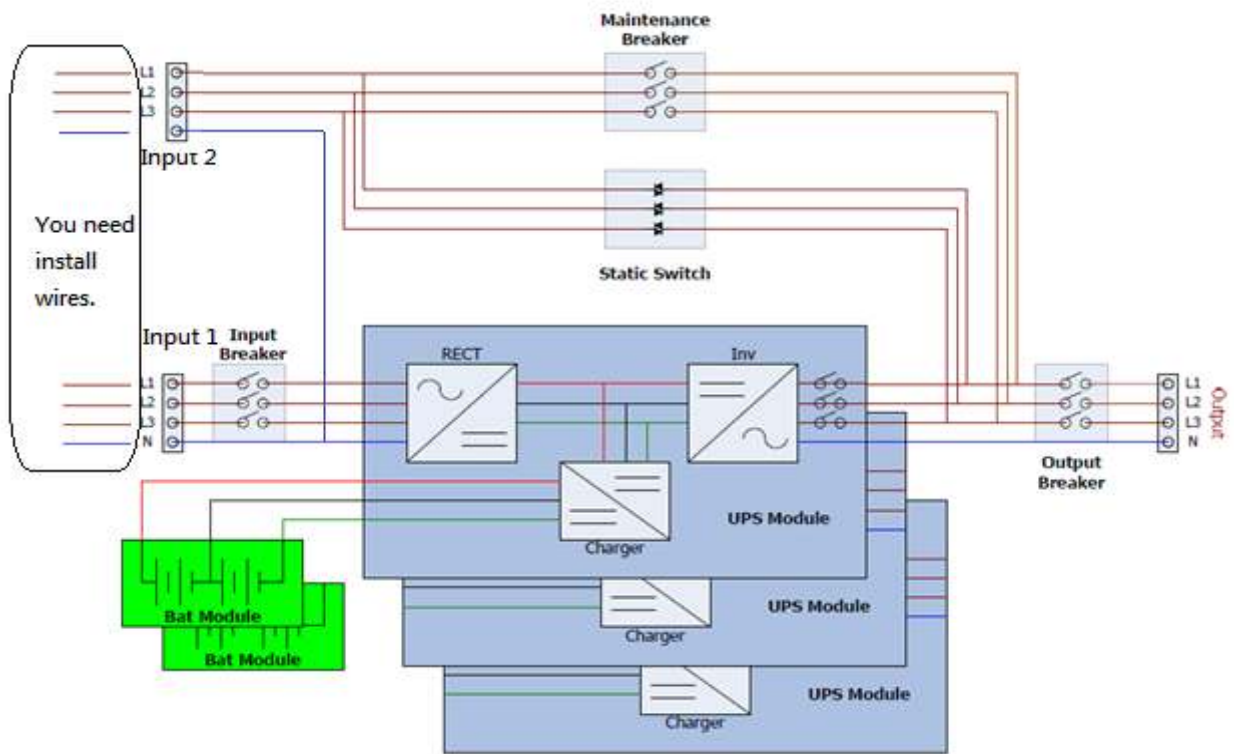 Maintenance
Breaker
L1
L2
L3
Input 2
You need
install
wires.
Static Switch
Input 1
Input
Breaker
RECT
Inv
L1
L2
L3
N
L1
L2
L3
N
Output
Output
Breaker
UPS Module
Charger
Bat Module
UPS Module
Charger
Bat Module
UPS Module
Charger